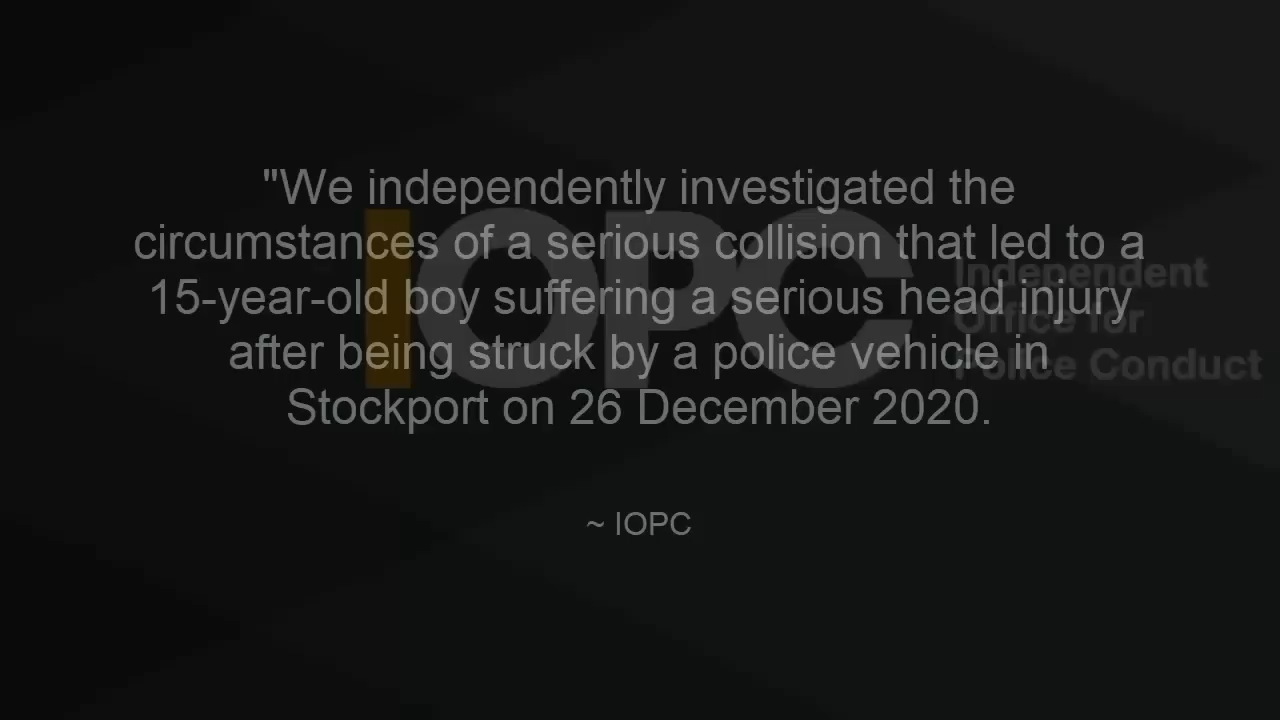 "We independently investigated the
circumstances of a serious collision that led to a
15-year-old boy suffering a serious head injury
after being struck by a police vehicle in
Stockport on 26 December 2020.
~ IOPC
IOPC
Independent
Office for
Police Conduct